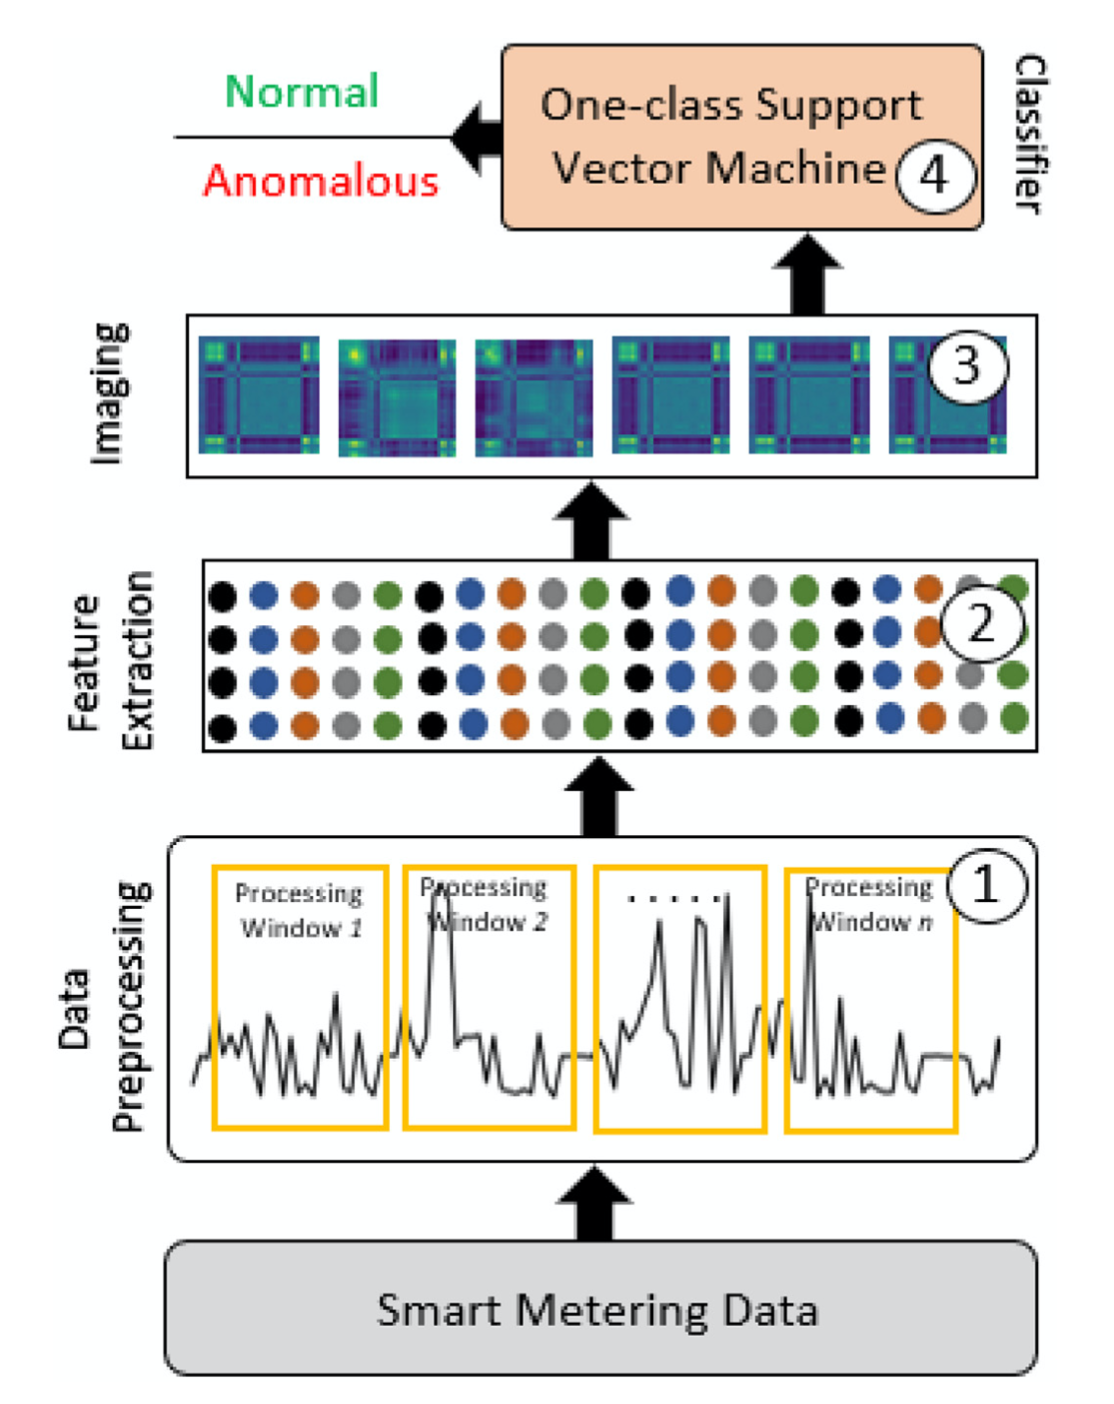 Normal
Anomalous
One-class Support
Vector Machine
4
Classifier
Imaging
3
Feature
Extraction
2
Data
Preprocessing
Processing
Window 1
Processing
Window 2
.....
Processing
Window n
1
Smart Metering Data